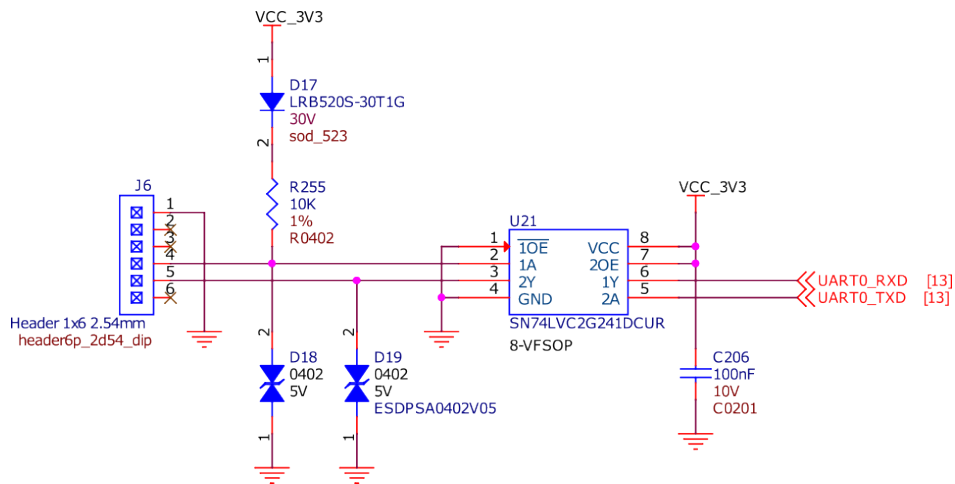 VCC_3V3
1
D17
LRB520S-30T1G
30V
sod_523
2
J6
R255
10K
1%
R0402
VCC_3V3
1
2
3
4
5
6
U21
1 1OE VCC 8
2 1A 2OE 7
3 2Y 1Y 6
4 GND 2A 5
UART0_RXD [13]
UART0_TXD [13]
Header 1x6 2.54mm
header6p_2d54_dip
SN74LVC2G241DCUR
8-VFSOP
2
D18
0402
5V
1
2
D19
0402
5V
ESDPSA0402V05
1
C206
100nF
10V
C0201